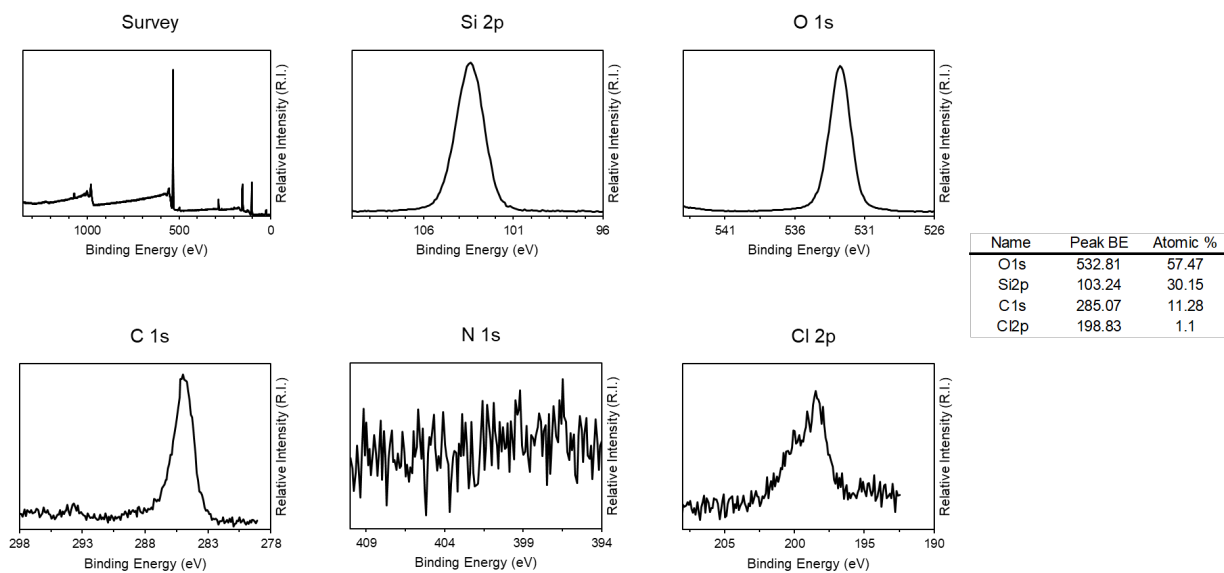 Survey
Relative Intensity (R.I.)
1000 500 0
Binding Energy (eV)
Si 2p
Relative Intensity (R.I.)
106 101 96
Binding Energy (eV)
O 1s
Relative Intensity (R.I.)
541 536 531 526
Binding Energy (eV)
Name Peak BE Atomic %
O1s 532.81 57.47
Si2p 103.24 30.15
C1s 285.07 11.28
Cl2p 198.83 1.1
C 1s
Relative Intensity (R.I.)
298 293 288 283 278
Binding Energy (eV)
N 1s
Relative Intensity (R.I.)
409 404 399 394
Binding Energy (eV)
Cl 2p
Relative Intensity (R.I.)
205 200 195 190
Binding Energy (eV)